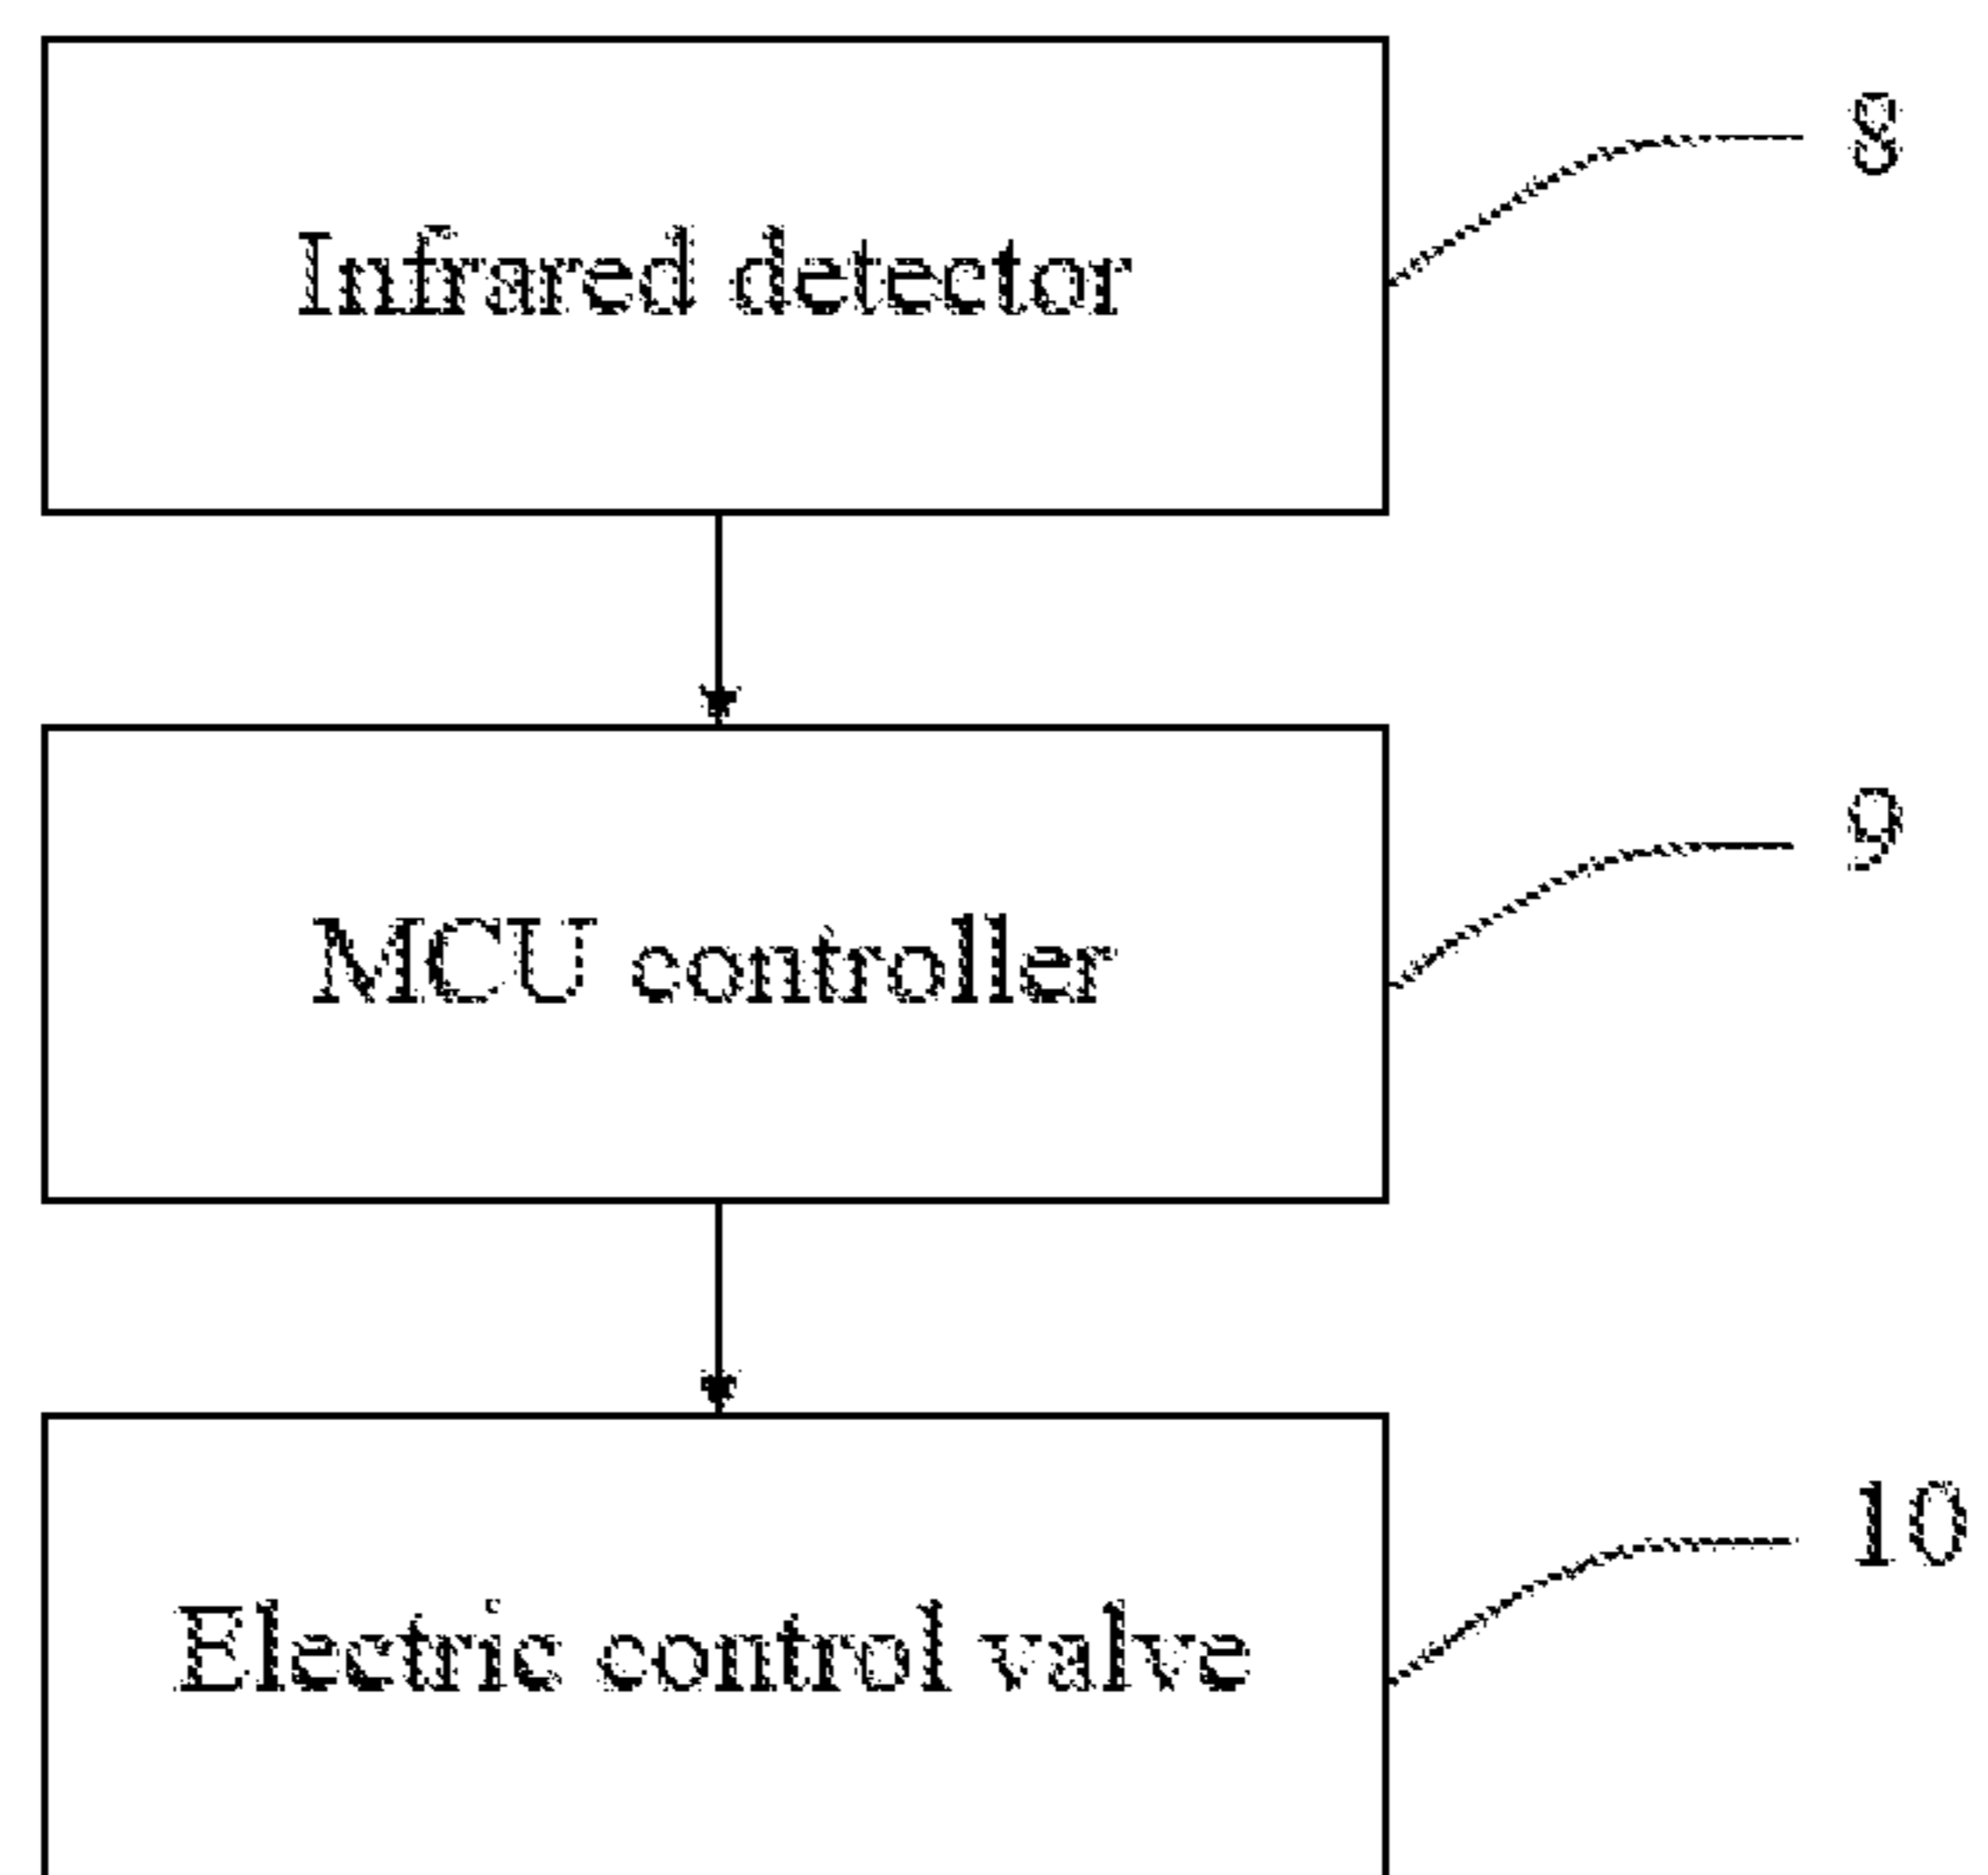 Infrared detector
8
MCU controller
9
Electric control valve
10